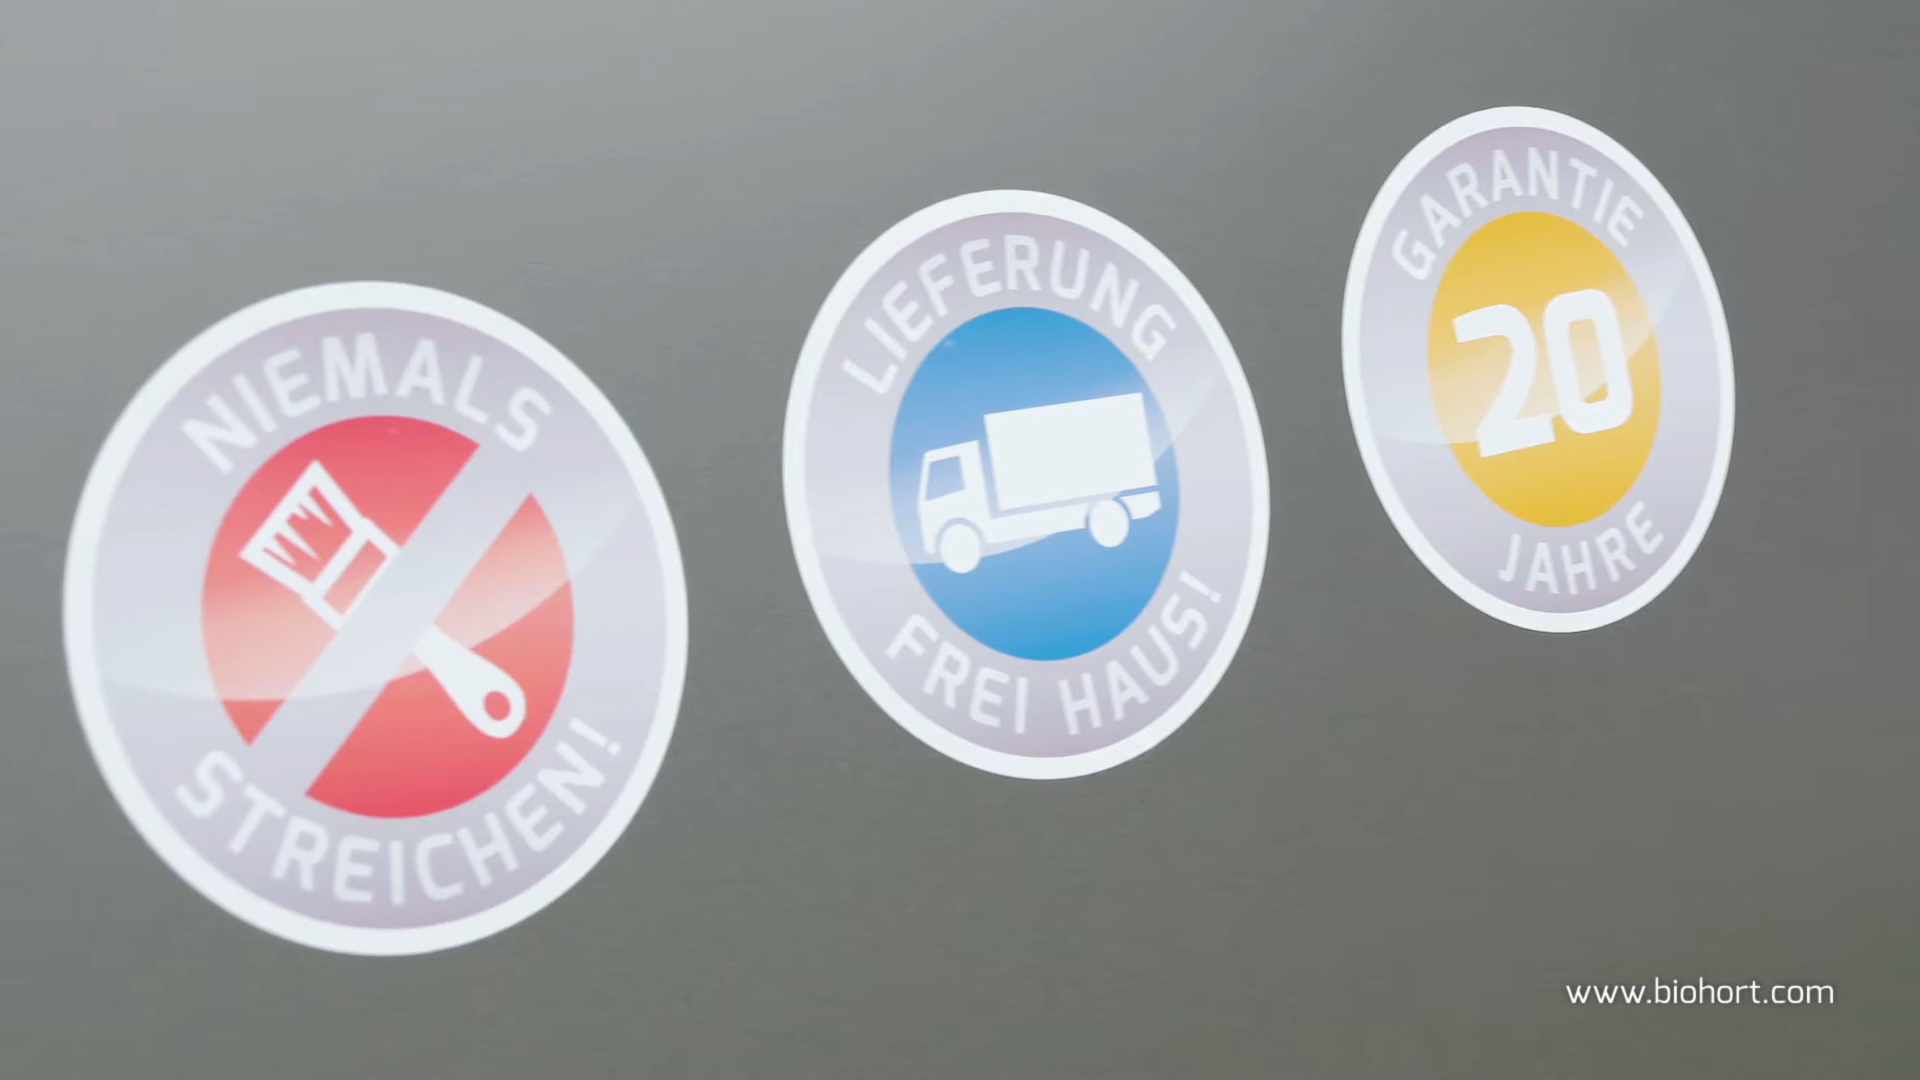 NIEMALS
STREICHEN!
LIEFERUNG
FREI HAUS!
GARANTIE
20
JAHRE
www.biohort.com